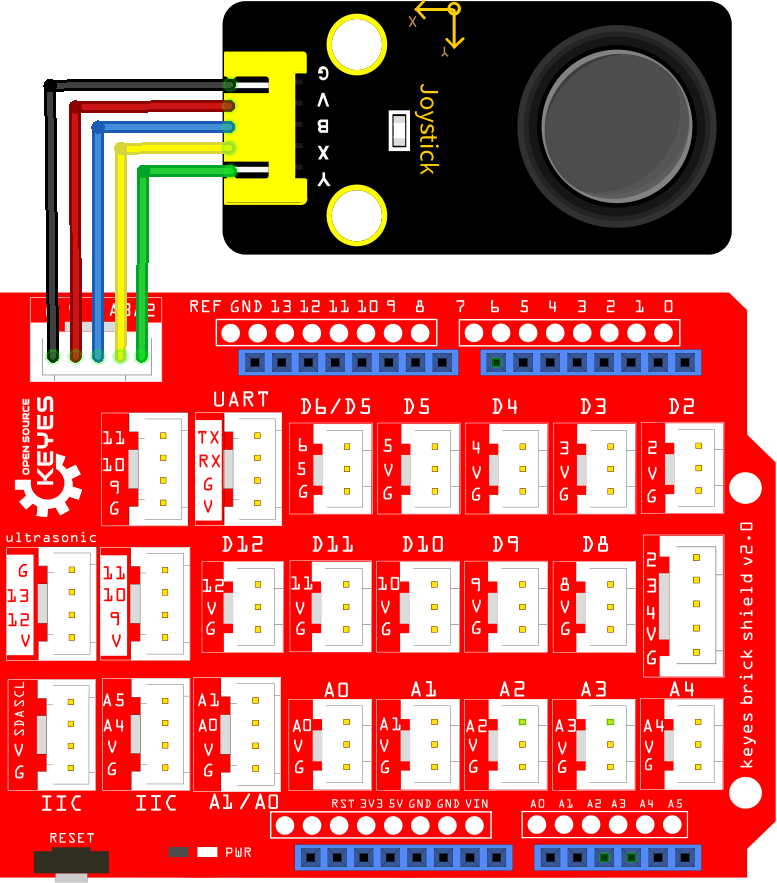 X
Y
G
V
B
X
Y
Joystick
A3A2
REF GND 13 12 11 10 9 8
7 6 5 4 3 2 1 0
OPEN SOURCE
KEYES
UART
D6/D5
D5
D4
D3
D2
11
10
9
G
TX
RX
G
V
6
5
G
5
V
G
4
V
G
3
V
G
2
V
G
ultrasonic
D12
D11
D10
D9
D8
G
13
12
V
11
10
9
V
12
V
G
11
V
G
10
V
G
9
V
G
8
V
G
2
3
4
V
G
keyes brick shield v2.0
A0
A1
A2
A3
A4
SCL
SDA
V
G
A5
A4
V
G
A1
A0
V
G
A0
V
G
A1
V
G
A2
V
G
A3
V
G
A4
V
G
IIC
IIC
A1/A0
RST 3V3 5V GND GND VIN
A0 A1 A2 A3 A4 A5
RESET
PWR